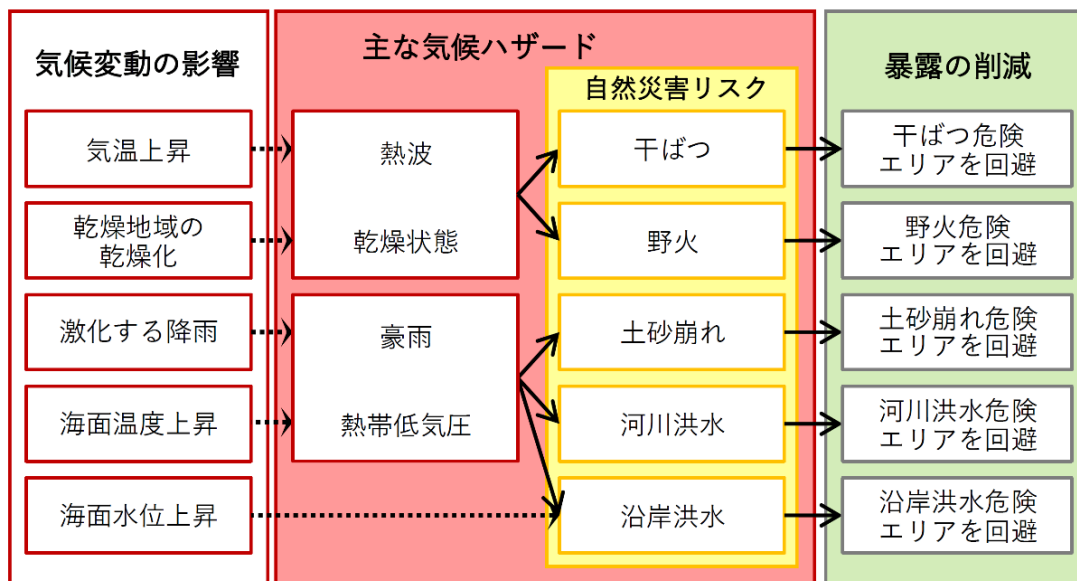 気候変動の影響
主な気候ハザード
自然災害リスク
暴露の削減
気温上昇
熱波
干ばつ
干ばつ危険
エリアを回避
乾燥地域の
乾燥化
乾燥状態
野火
野火危険
エリアを回避
激化する降雨
豪雨
土砂崩れ
土砂崩れ危険
エリアを回避
海面温度上昇
熱帯低気圧
河川洪水
河川洪水危険
エリアを回避
海面水位上昇
沿岸洪水
沿岸洪水危険
エリアを回避